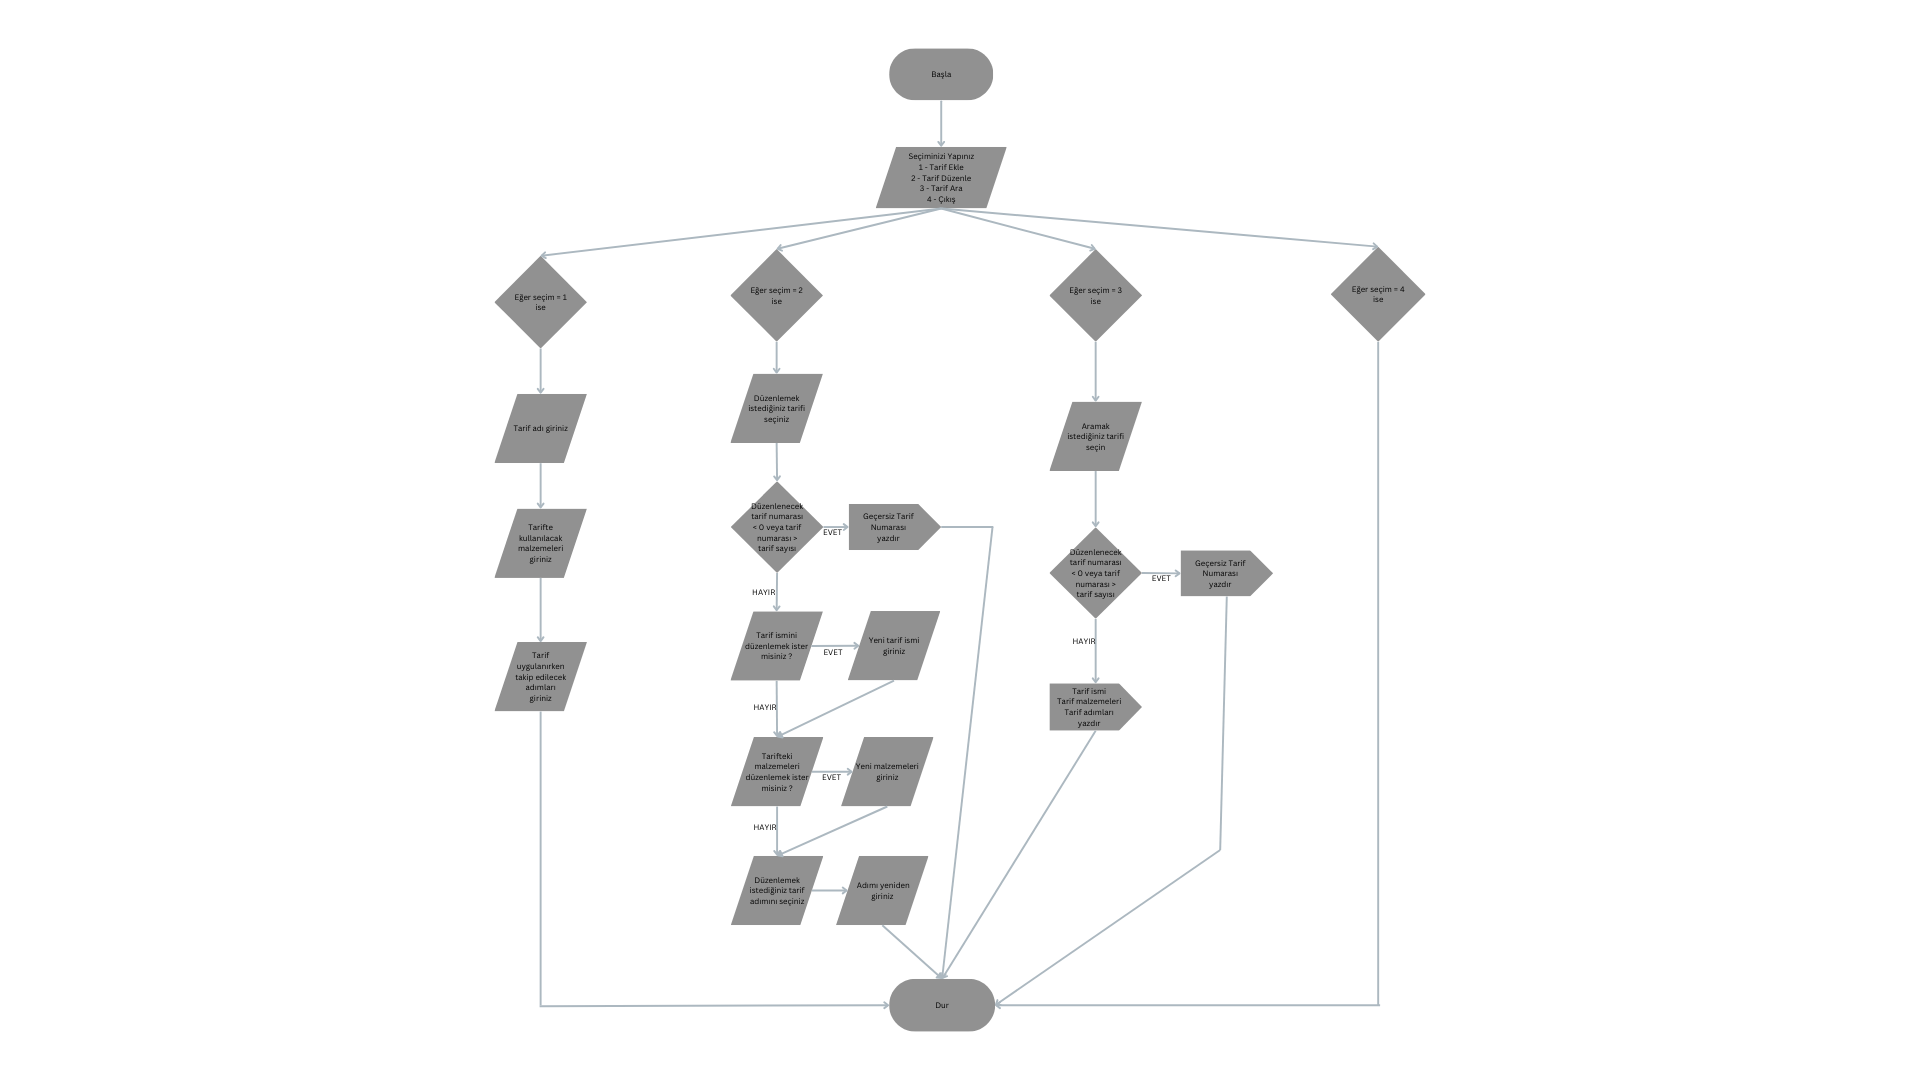 Başla
Seçiminizi Yapınız
1 - Tarif Ekle
2 - Tarif Düzenle
3 - Tarif Ara
4 - Çıkış
Eğer seçim = 1
ise
Eğer seçim = 2
ise
Eğer seçim = 3
ise
Eğer seçim = 4
ise
Tarif adı giriniz
Tarifte
kullanılacak
malzemeleri
giriniz
Tarif
uygulanırken
takip edilecek
adımları
giriniz
Düzenlemek
istediğiniz tarifi
seçiniz
Düzenlenecek
tarif numarası
< 0 veya tarif
numarası >
tarif sayısı
EVET
Geçersiz Tarif
Numarası
yazdır
HAYIR
Tarif ismini
düzenlemek ister
misiniz ?
EVET
Yeni tarif ismi
giriniz
HAYIR
Tarifteki
malzemeleri
düzenlemek ister
misiniz ?
EVET
Yeni malzemeleri
giriniz
HAYIR
Düzenlemek
istediğiniz tarif
adımını seçiniz
Adımı yeniden
giriniz
Aramak
istediğiniz tarifi
seçin
Düzenlenecek
tarif numarası
< 0 veya tarif
numarası >
tarif sayısı
EVET
Geçersiz Tarif
Numarası
yazdır
HAYIR
Tarif ismi
Tarif malzemeleri
Tarif adımları
yazdır
Dur